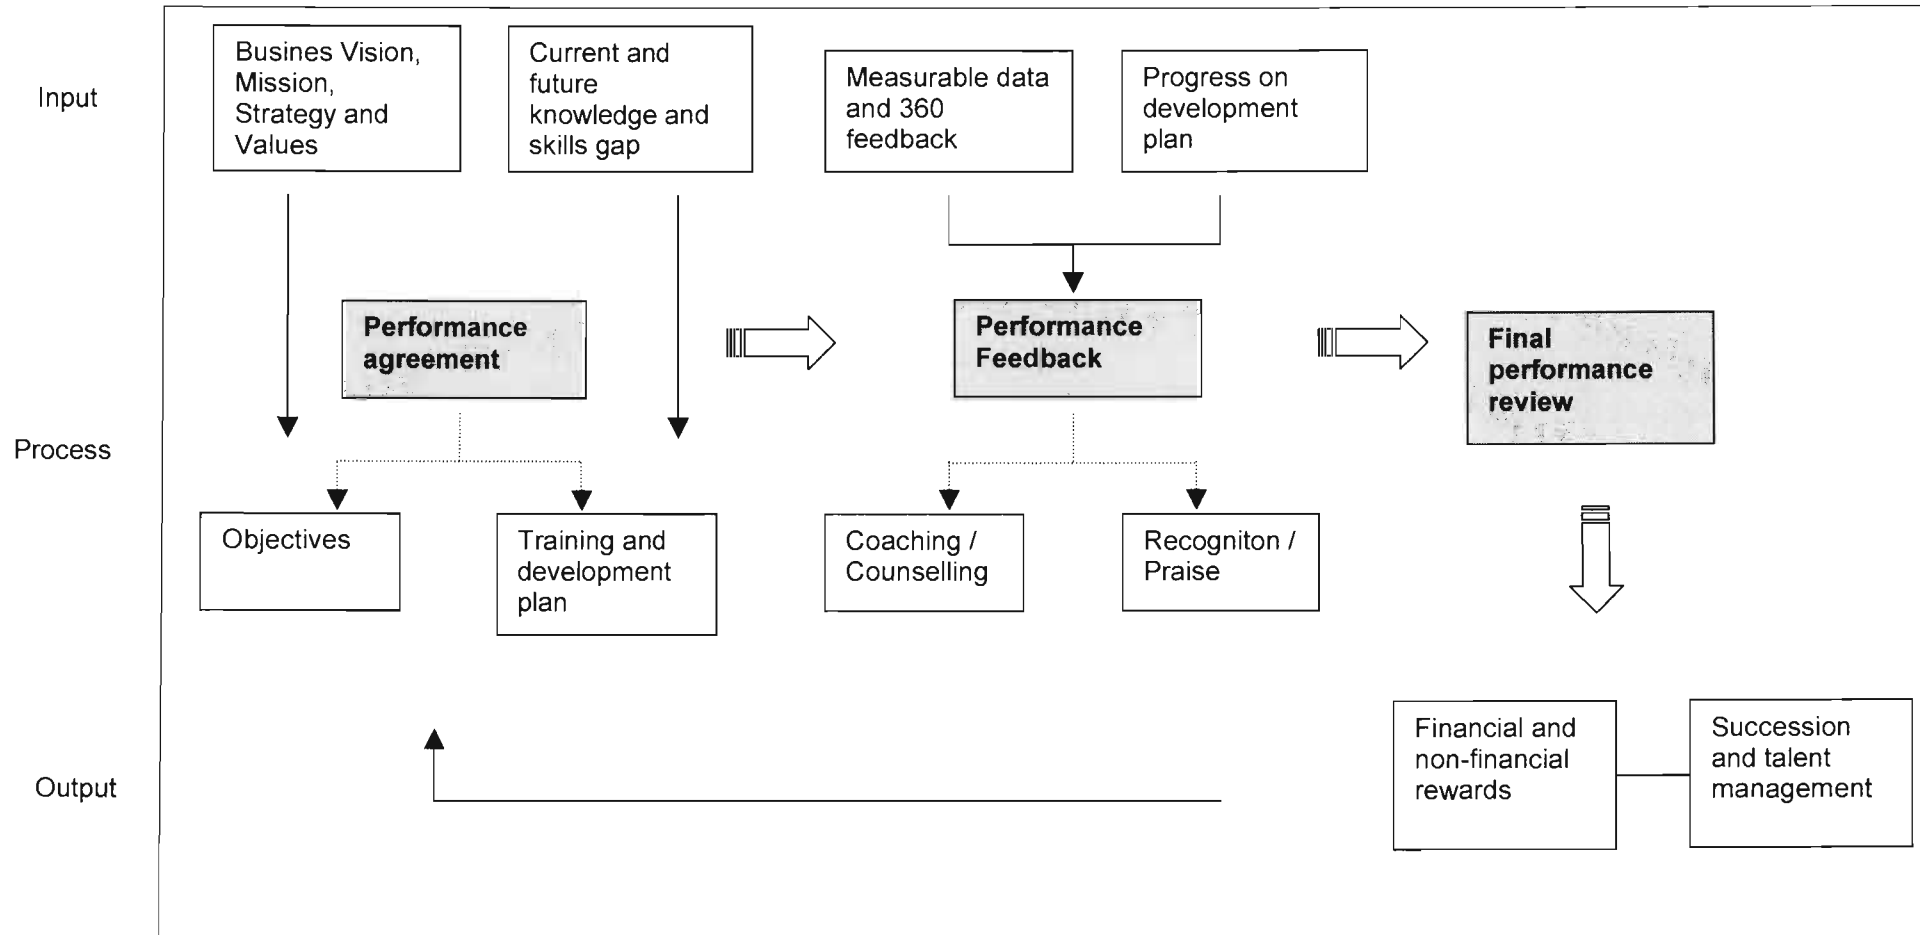 Input
Busines Vision,
Mission,
Strategy and
Values
Current and
future
knowledge and
skills gap
Measurable data
and 360
feedback
Progress on
development
plan
Performance
agreement
Performance
Feedback
Final
performance
review
Process
Objectives
Training and
development
plan
Coaching /
Counselling
Recogniton /
Praise
Output
Financial and
non-financial
rewards
Succession
and talent
management